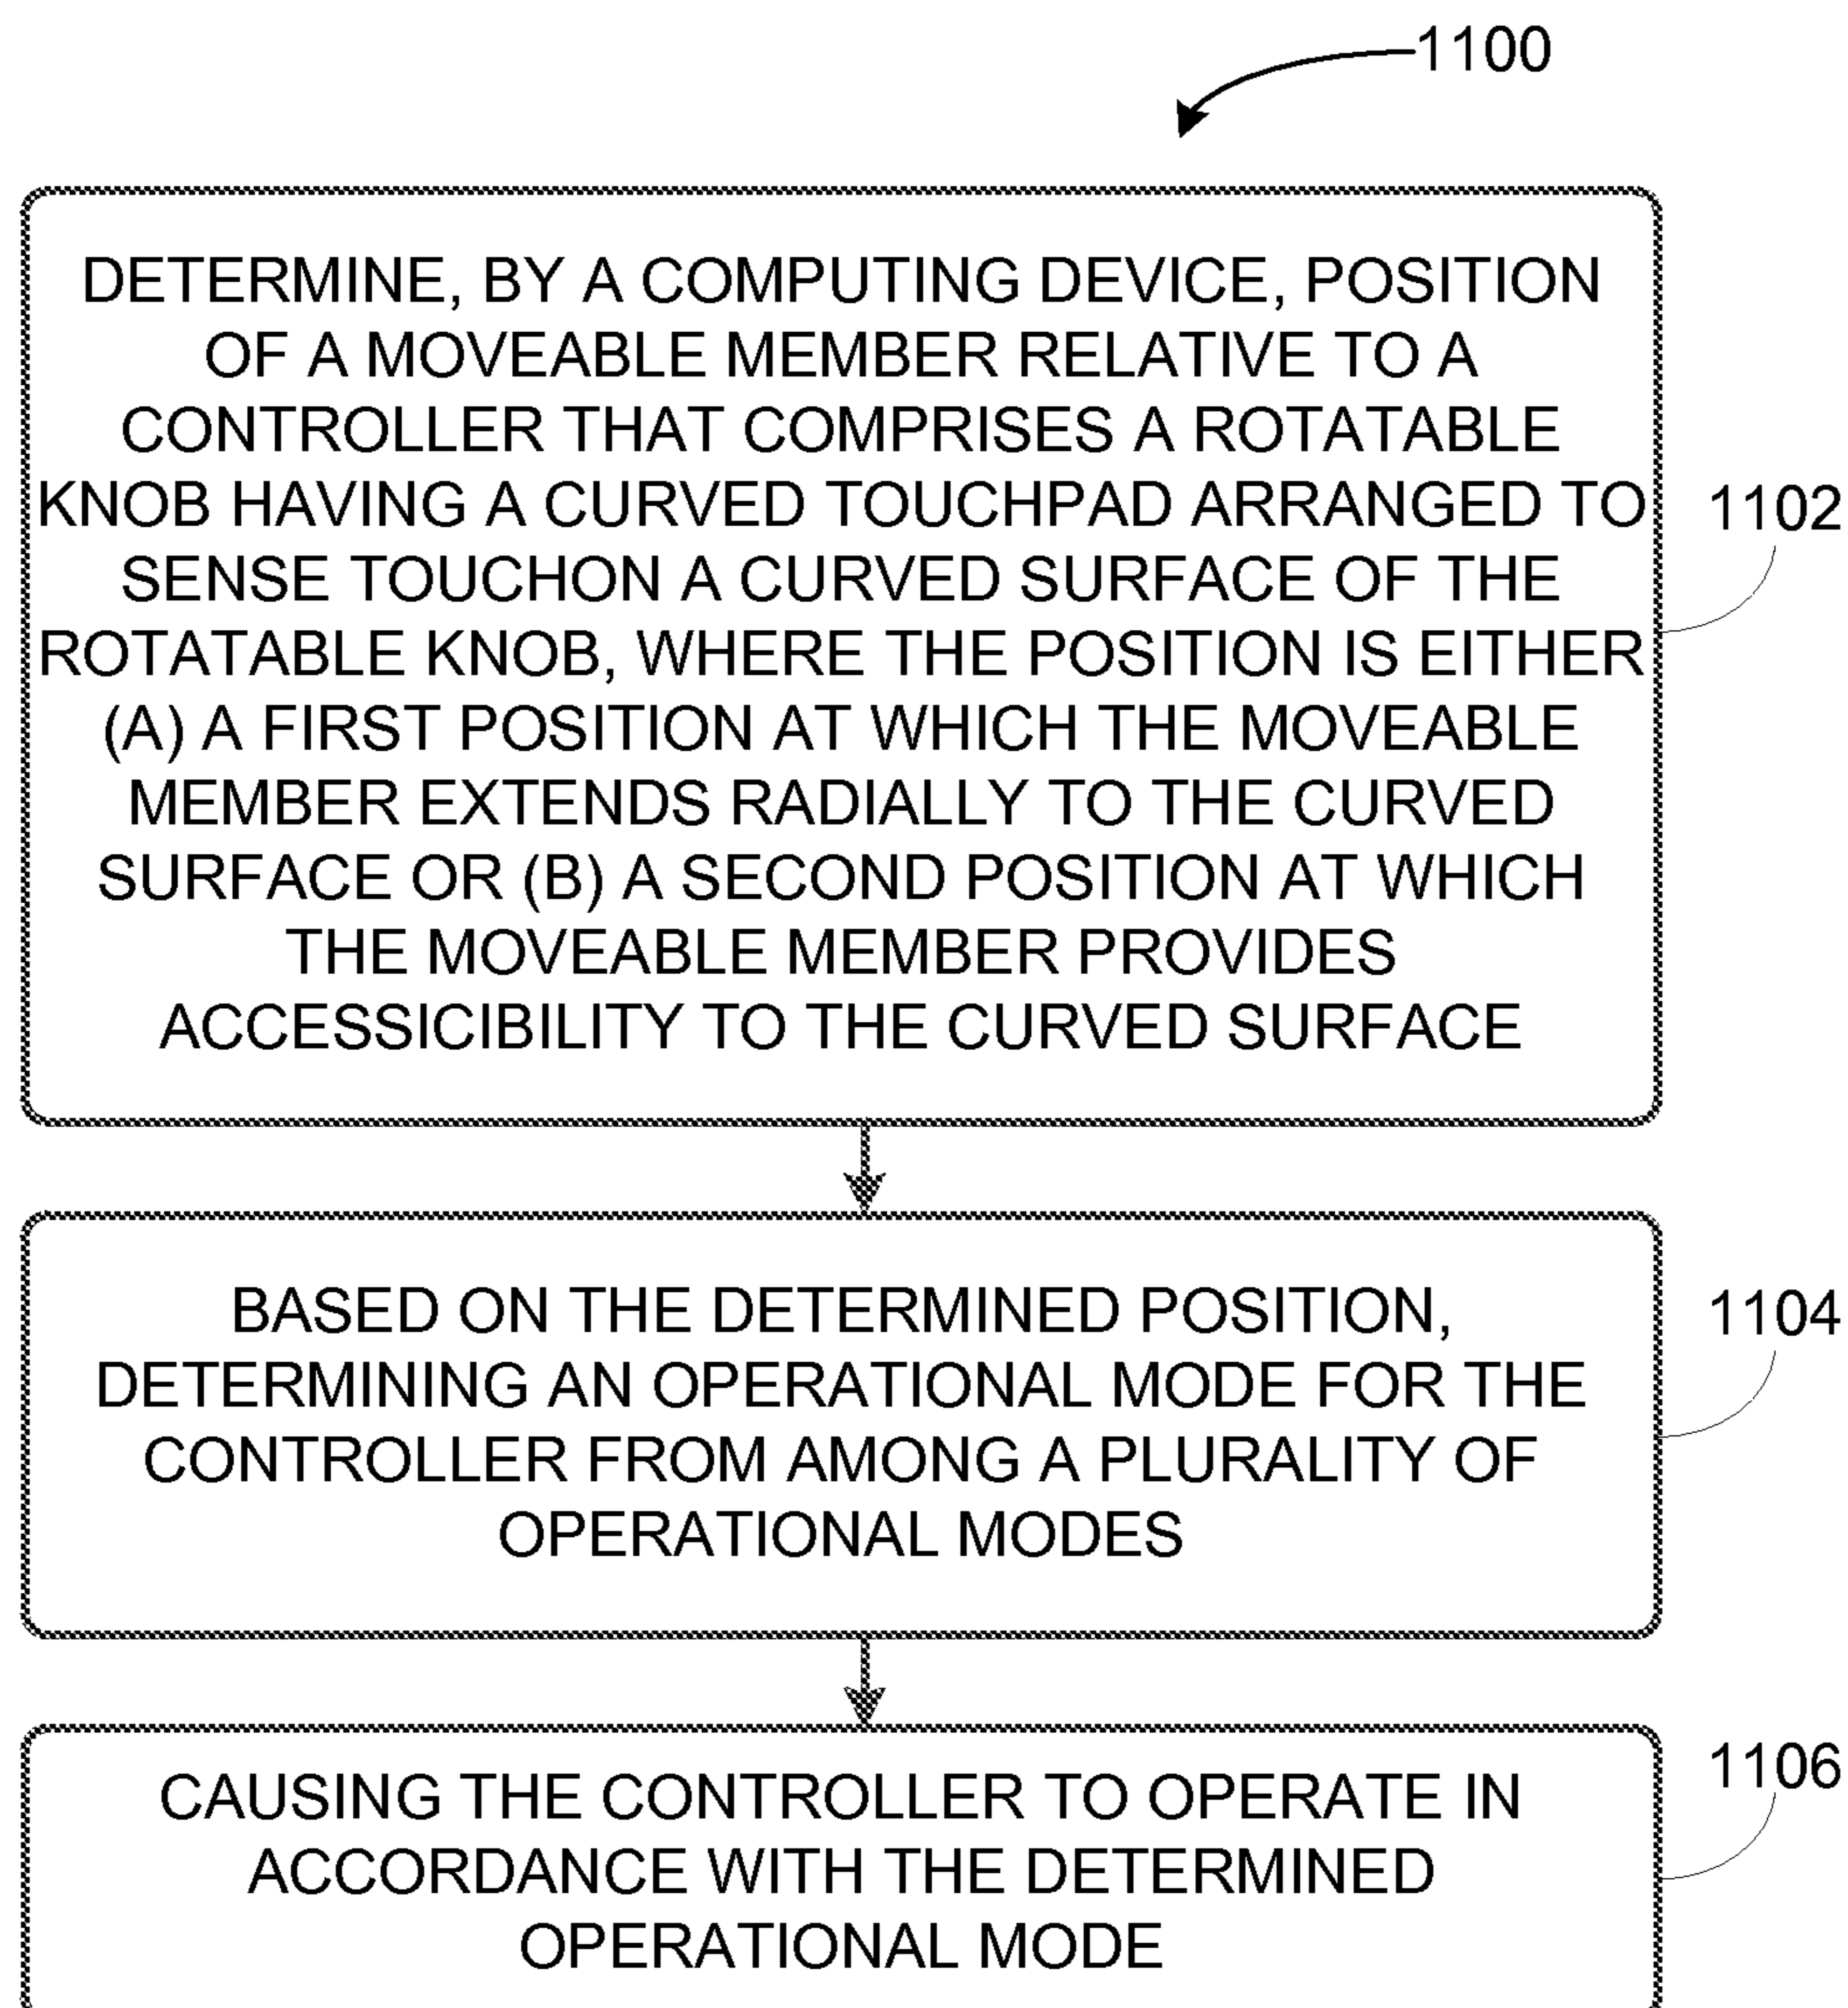 1100
DETERMINE, BY A COMPUTING DEVICE, POSITION
OF A MOVEABLE MEMBER RELATIVE TO A
CONTROLLER THAT COMPRISES A ROTATABLE
KNOB HAVING A CURVED TOUCHPAD ARRANGED TO
SENSE TOUCHON A CURVED SURFACE OF THE
ROTATABLE KNOB, WHERE THE POSITION IS EITHER
(A) A FIRST POSITION AT WHICH THE MOVEABLE
MEMBER EXTENDS RADIALLY TO THE CURVED
SURFACE OR (B) A SECOND POSITION AT WHICH
THE MOVEABLE MEMBER PROVIDES
ACCESSICIBILITY TO THE CURVED SURFACE
1102
BASED ON THE DETERMINED POSITION,
DETERMINING AN OPERATIONAL MODE FOR THE
CONTROLLER FROM AMONG A PLURALITY OF
OPERATIONAL MODES
1104
CAUSING THE CONTROLLER TO OPERATE IN
ACCORDANCE WITH THE DETERMINED
OPERATIONAL MODE
1106